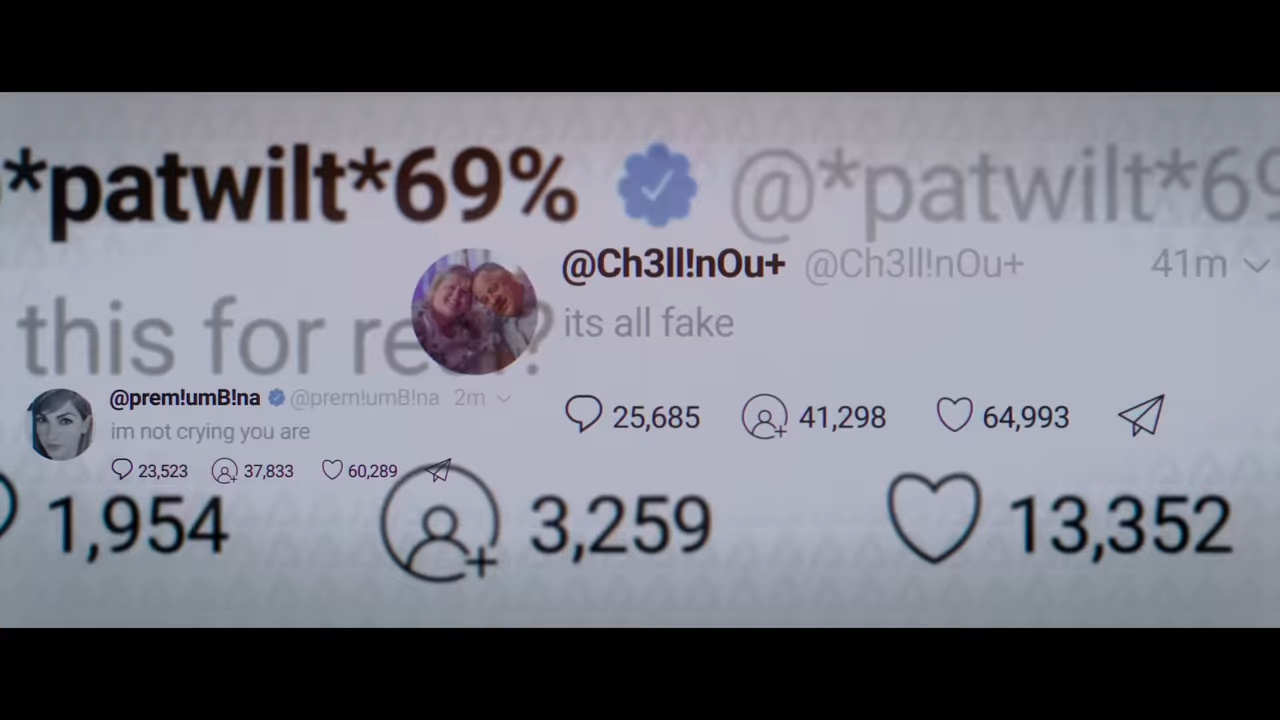 *patwilt*69% @*patwilt*69
@Ch3ll!nOu+ @Ch3ll!nOu+ 41m
this for ?
its all fake
@prem!umB!na @prem!umB!na 2m
im not crying you are
25,685 41,298 64,993
23,523 37,833 60,289
1,954 3,259 13,352